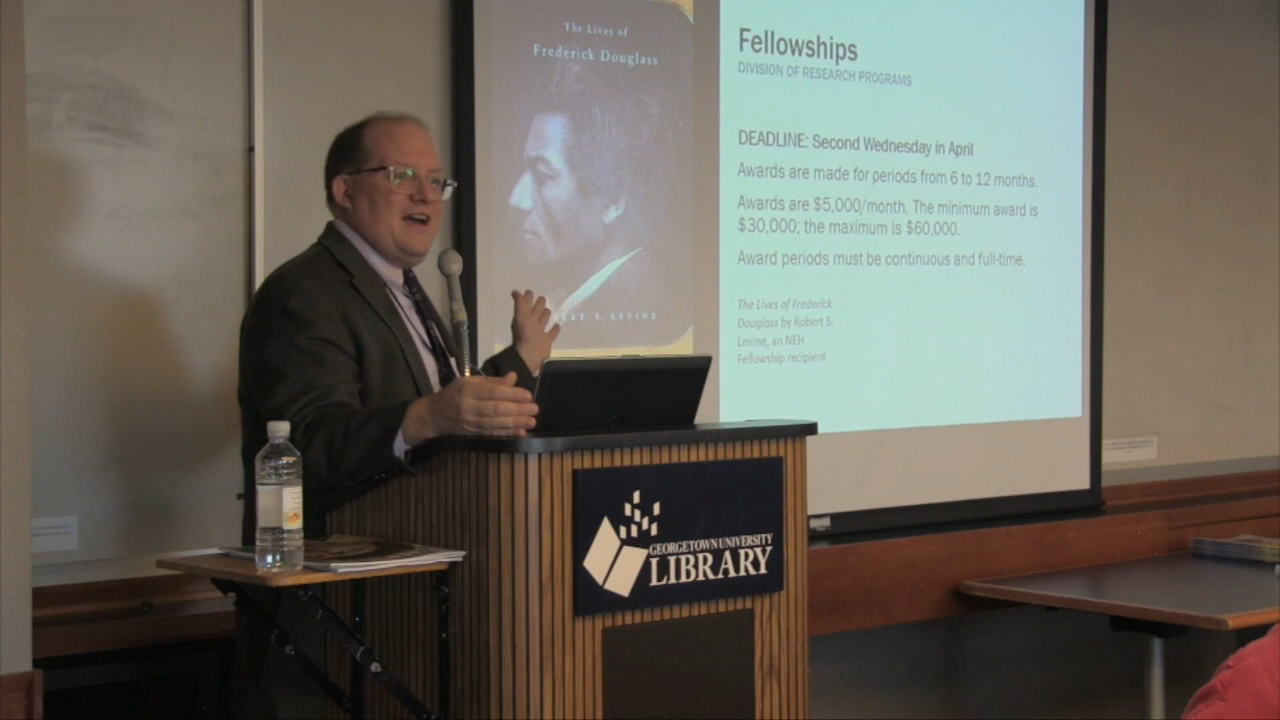 The Lives of
Frederick Douglass
ERT S. LEVINE
Fellowships
DIVISION OF RESEARCH PROGRAMS
DEADLINE: Second Wednesday in April
Awards are made for periods from 6 to 12 months.
Awards are $5,000/month. The minimum award is
$30,000; the maximum is $60,000.
Award periods must be continuous and full-time.
The Lives of Frederick
Douglass by Robert S.
Levine, an NEH
Fellowship recipient
GEORGETOWN UNIVERSITY
LIBRARY